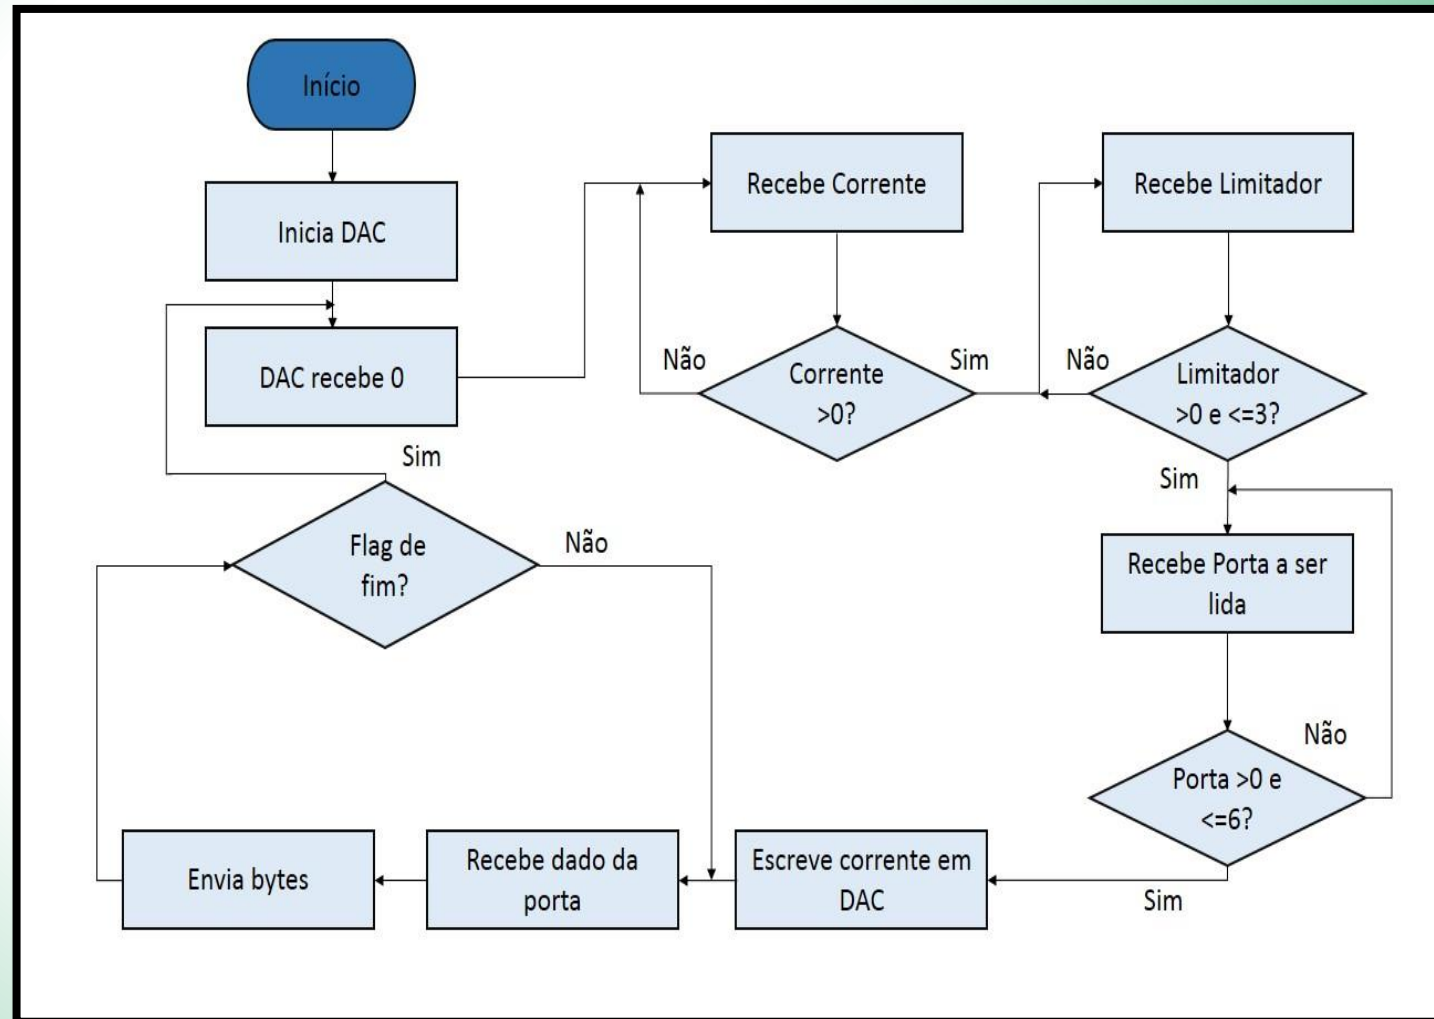 Início
Inicia DAC
DAC recebe 0
Recebe Corrente
Corrente
>0?
Não
Sim
Recebe Limitador
Limitador
>0 e <=3?
Não
Sim
Recebe Porta a ser
lida
Porta >0 e
<=6?
Não
Sim
Escreve corrente em
DAC
Recebe dado da
porta
Envia bytes
Flag de
fim?
Sim
Não